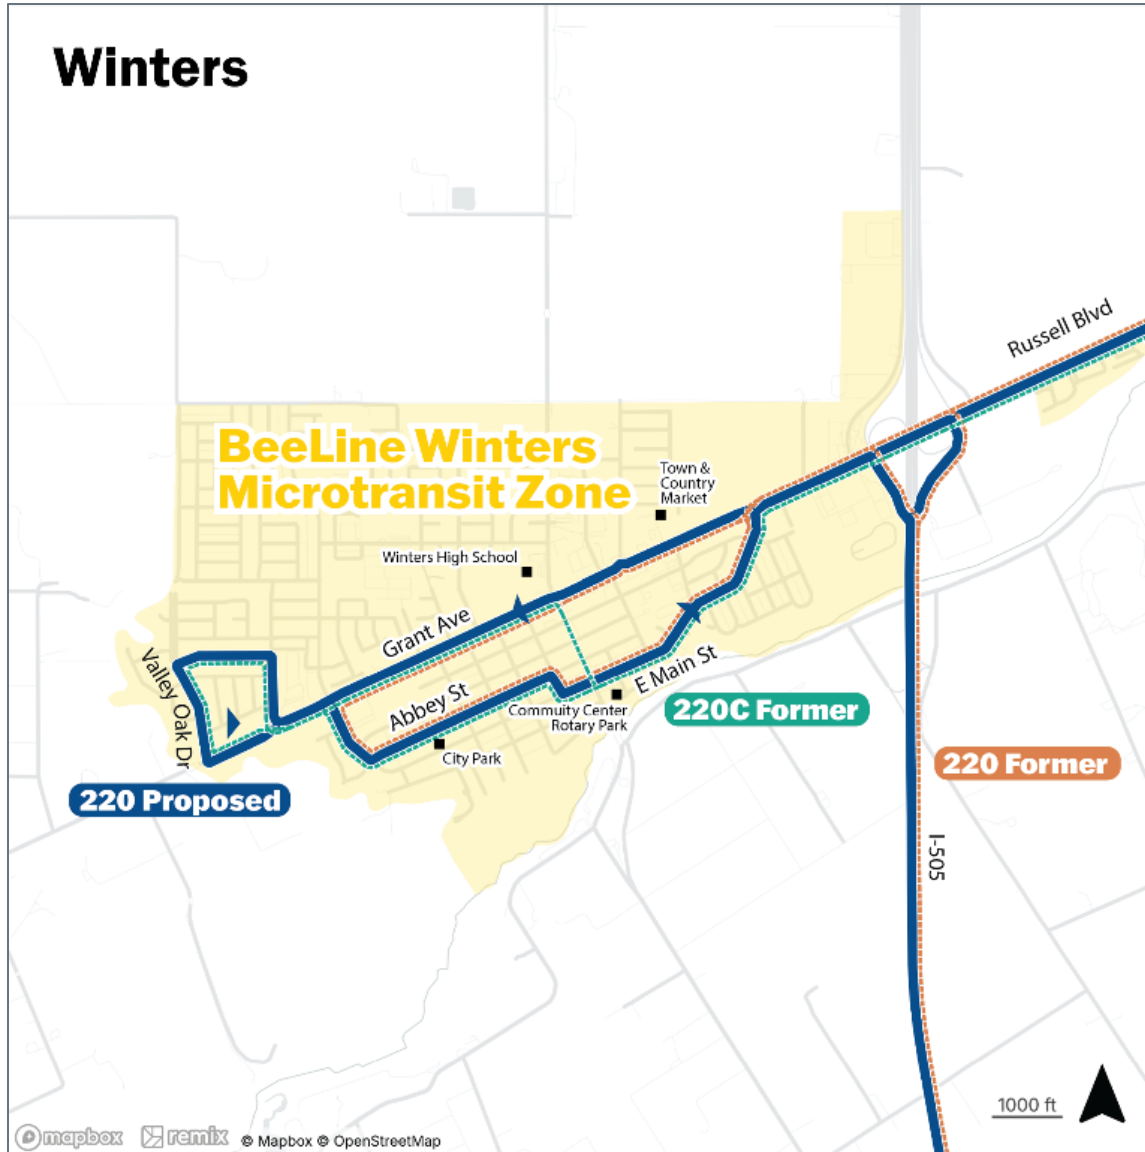 Winters
Russell Blvd
BeeLine Winters
Microtransit Zone
Town &
Country
Market
Winters High School
Grant Ave
Valley Oak Dr
Abbey St
E Main St
Commuity Center
Rotary Park
220C Former
City Park
220 Former
220 Proposed
I-505
1000 ft
mapbox
remix
© Mapbox © OpenStreetMap